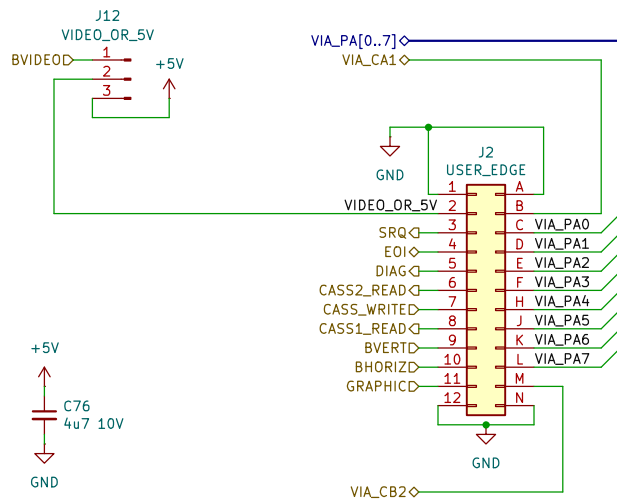 J12
VIDEO_OR_5V
BVIDEO
1
2
3
+5V
VIA_PA[0..7]
VIA_CA1
GND
J2
USER_EDGE
1
A
VIDEO_OR_5V
2
B
SRQ
3
C
VIA_PA0
EOI
4
D
VIA_PA1
DIAG
5
E
VIA_PA2
CASS2_READ
6
F
VIA_PA3
CASS_WRITE
7
H
VIA_PA4
CASS1_READ
8
J
VIA_PA5
BVERT
9
K
VIA_PA6
BHORIZ
10
L
VIA_PA7
GRAPHIC
11
M
12
N
GND
VIA_CB2
+5V
C76
4u7 10V
GND